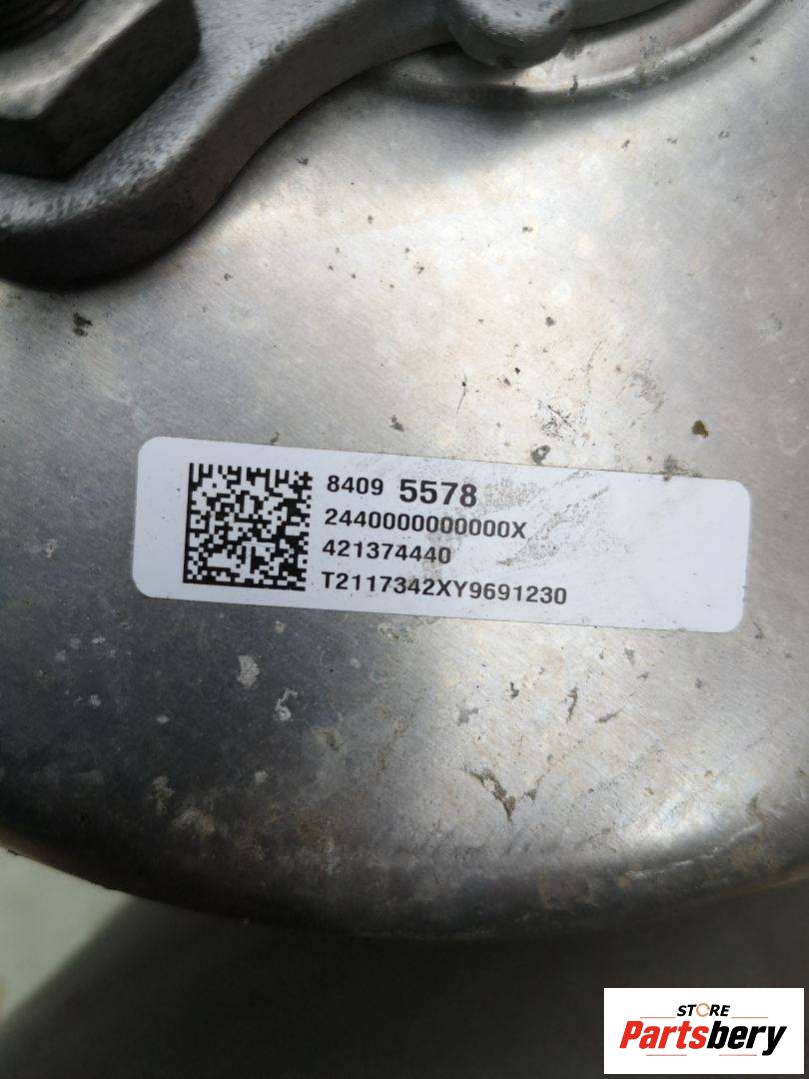 8409 5578
2440000000000X
421374440
T2117342XY9691230
STORE
Partsbery